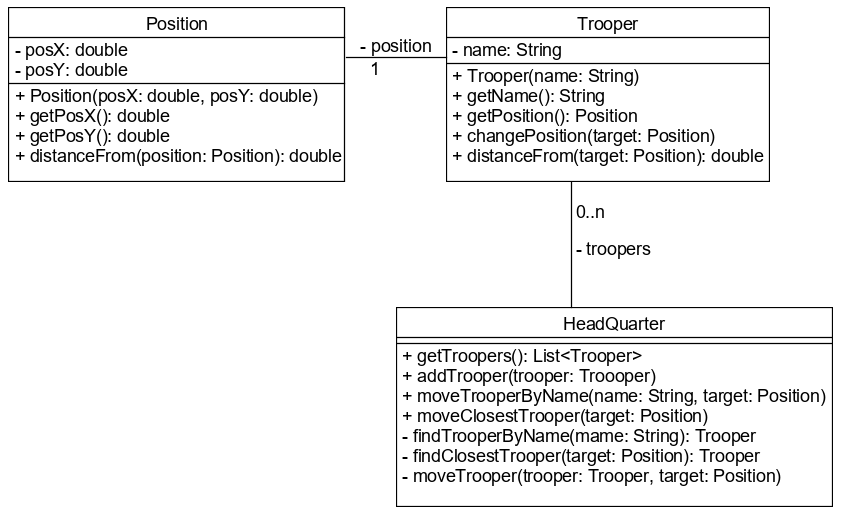 Position
- posX: double
- posY: double
+ Position(posX: double, posY: double)
+ getPosX(): double
+ getPosY(): double
+ distanceFrom(position: Position): double
- position
1
Trooper
- name: String
+ Trooper(name: String)
+ getName(): String
+ getPosition(): Position
+ changePosition(target: Position)
+ distanceFrom(target: Position): double
0..n
- troopers
HeadQuarter
+ getTroopers(): List<Trooper>
+ addTrooper(trooper: Troooper)
+ moveTrooperByName(name: String, target: Position)
+ moveClosestTrooper(target: Position)
- findTrooperByName(mame: String): Trooper
- findClosestTrooper(target: Position): Trooper
- moveTrooper(trooper: Trooper, target: Position)